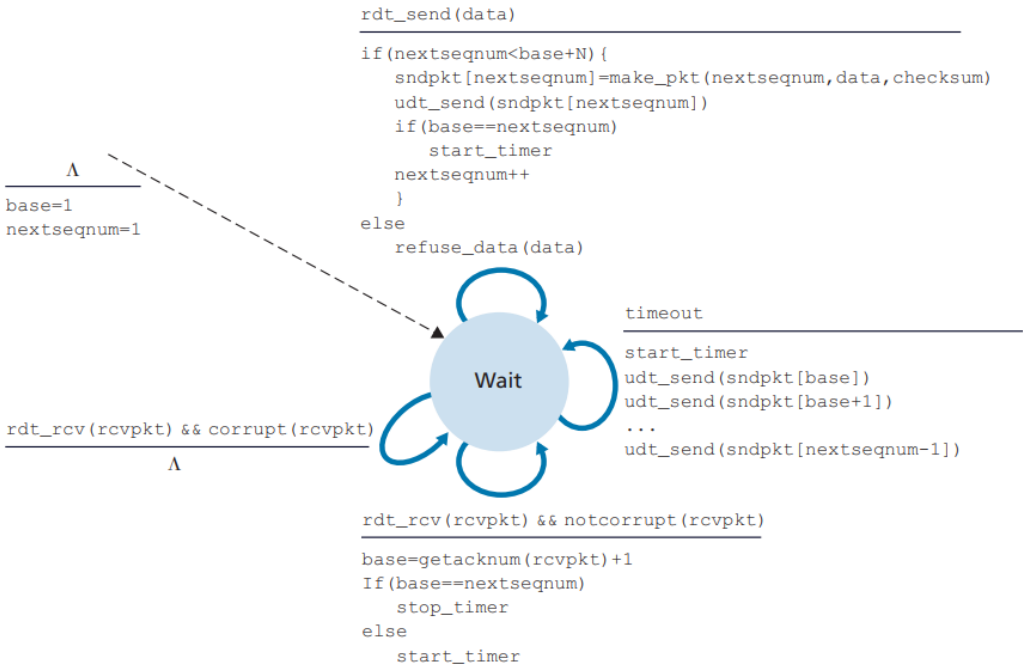 rdt_send(data)
if(nextseqnum<base+N){
sndpkt[nextseqnum]=make_pkt(nextseqnum,data,checksum)
udt_send(sndpkt[nextseqnum])
if(base==nextseqnum)
start_timer
nextseqnum++
}
else
refuse_data(data)
Λ
base=1
nextseqnum=1
Wait
timeout
start_timer
udt_send(sndpkt[base])
udt_send(sndpkt[base+1])
...
udt_send(sndpkt[nextseqnum-1])
rdt_rcv(rcvpkt) && corrupt(rcvpkt)
Λ
rdt_rcv(rcvpkt) && notcorrupt(rcvpkt)
base=getacknum(rcvpkt)+1
If(base==nextseqnum)
stop_timer
else
start_timer